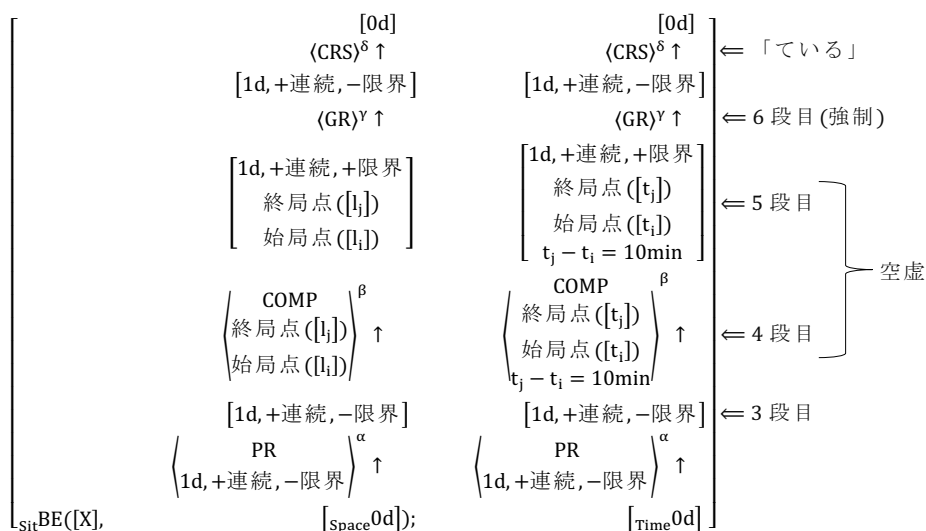 [0d] [0d]
⟨CRS⟩^δ ↑ ⟨CRS⟩^δ ↑ ⇐「ている」
[1d,+連続,−限界] [1d,+連続,−限界]
⟨GR⟩^γ ↑ ⟨GR⟩^γ ↑ ⇐ 6段目(強制)
[1d,+連続,+限界 [1d,+連続,+限界
終局点([l_j]) 終局点([t_j]) ⇐ 5段目
始局点([l_i])] 始局点([t_i])
t_j − t_i = 10min]
空虚
⟨COMP ⟨COMP
終局点([l_j]) 終局点([t_j])
始局点([l_i])⟩^β ↑ 始局点([t_i]) ⇐ 4段目
t_j − t_i = 10min⟩^β ↑
[1d,+連続,−限界] [1d,+連続,−限界] ⇐ 3段目
⟨PR ⟨PR
1d,+連続,−限界⟩^α ↑ 1d,+連続,−限界⟩^α ↑
[_Sit BE([X], [_Space 0d]); [_Time 0d]]